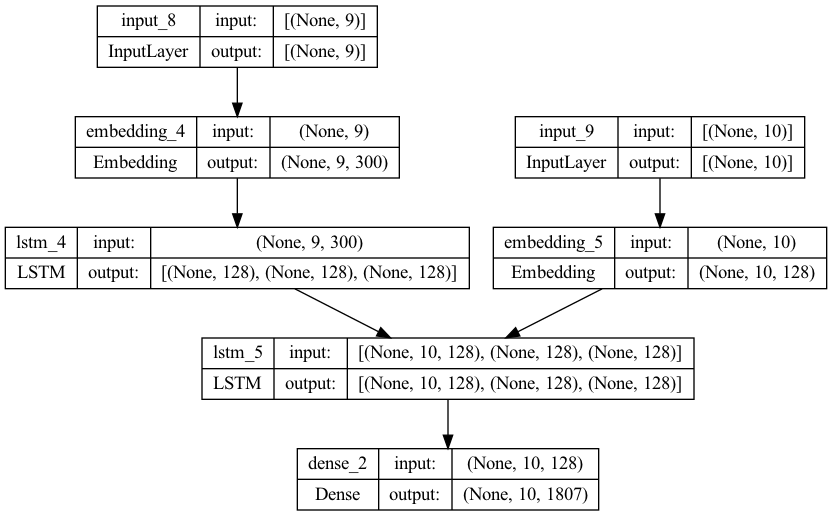 input_8 input: [(None, 9)]
InputLayer output: [(None, 9)]
embedding_4 input: (None, 9)
Embedding output: (None, 9, 300)
input_9 input: [(None, 10)]
InputLayer output: [(None, 10)]
lstm_4 input: (None, 9, 300)
LSTM output: [(None, 128), (None, 128), (None, 128)]
embedding_5 input: (None, 10)
Embedding output: (None, 10, 128)
lstm_5 input: [(None, 10, 128), (None, 128), (None, 128)]
LSTM output: [(None, 10, 128), (None, 128), (None, 128)]
dense_2 input: (None, 10, 128)
Dense output: (None, 10, 1807)